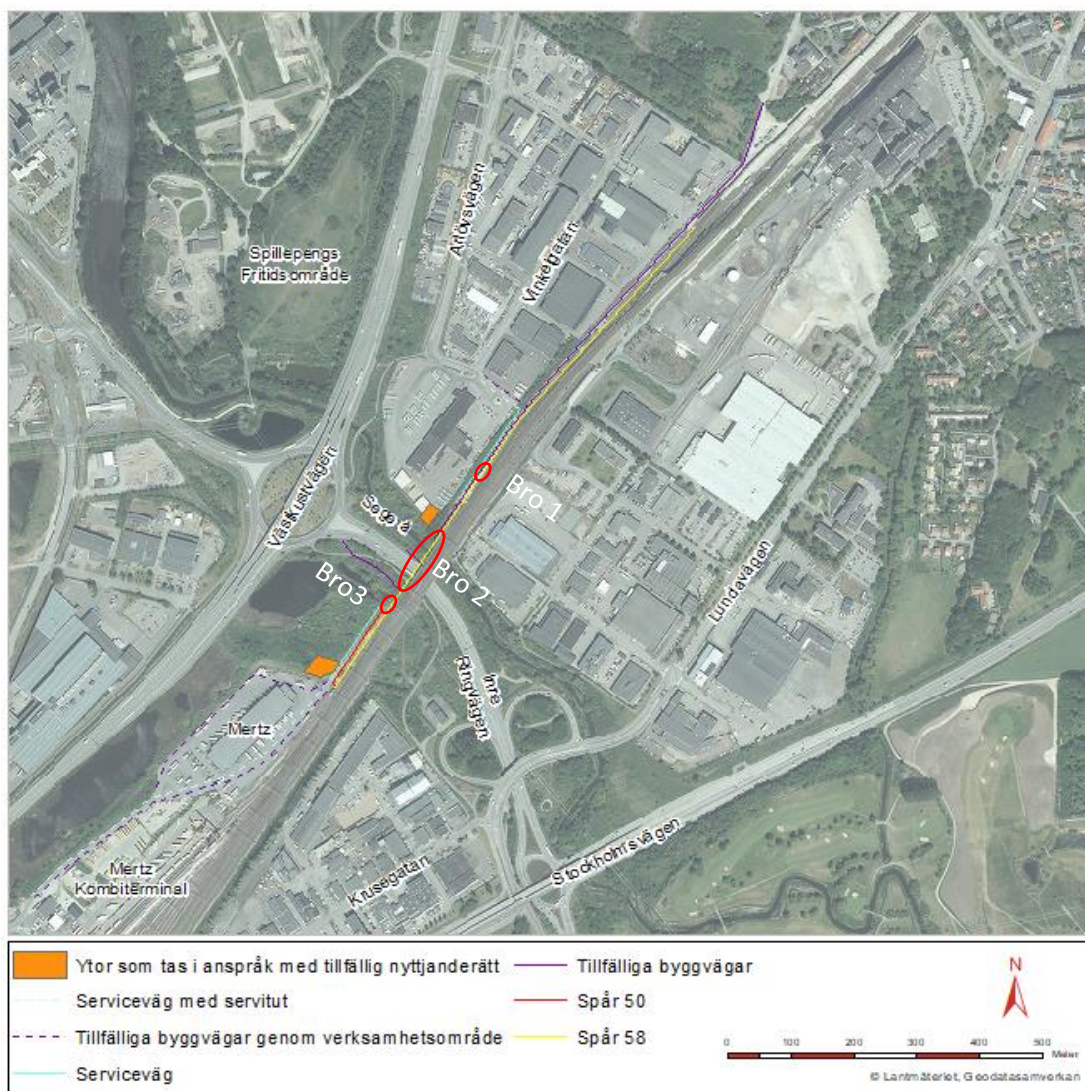 Arlövsvägen
Vinkelgatan
Spillepengs
Fritidsområde
Västkustvägen
Sege å
Bro 1
Bro 2
Bro3
Lundavägen
Inre
Ringvägen
Mertz
Stockholmsvägen
Mertz
Kombiterminal
Krusegatan
Ytor som tas i anspråk med tillfällig nyttjanderätt
Serviceväg med servitut
Tillfälliga byggvägar genom verksamhetsområde
Serviceväg
Tillfälliga byggvägar
Spår 50
Spår 58
N
0 100 200 300 400 500
Meter
© Lantmäteriet, Geodatasamverkan